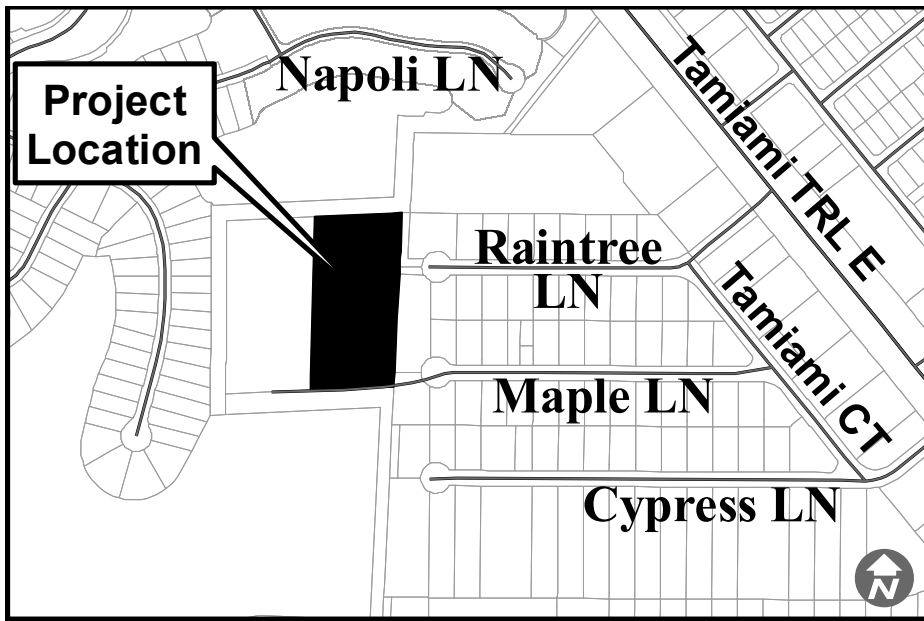 Napoli LN
Project
Location
Tamiami TRL E
Raintree
LN
Tamiami CT
Maple LN
Cypress LN
N